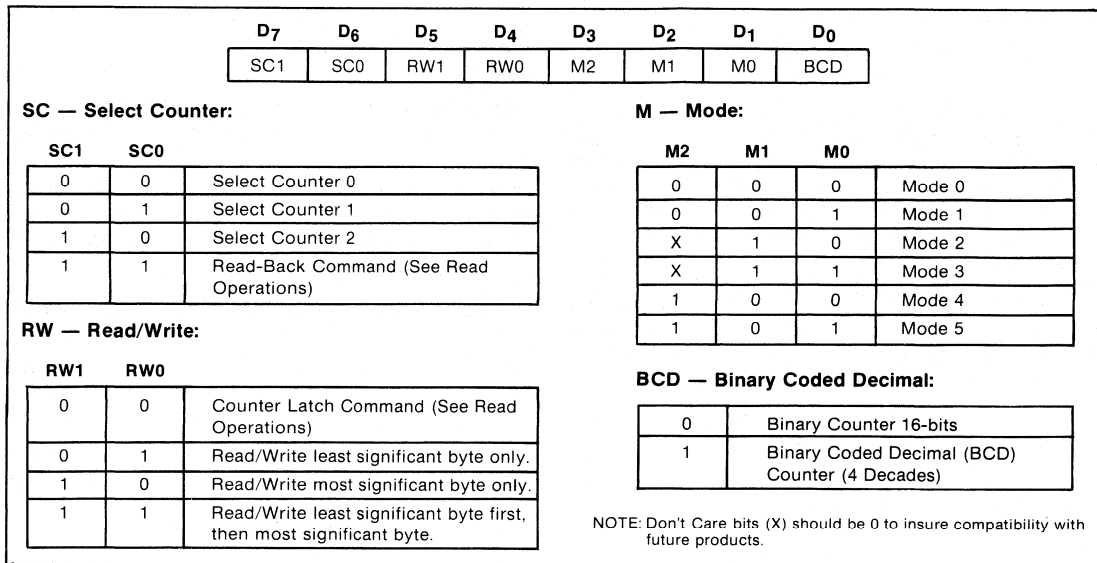 D7 D6 D5 D4 D3 D2 D1 D0
SC1 SC0 RW1 RW0 M2 M1 M0 BCD
SC — Select Counter:
SC1 SC0
0 0 Select Counter 0
0 1 Select Counter 1
1 0 Select Counter 2
1 1 Read-Back Command (See Read
Operations)
RW — Read/Write:
RW1 RW0
0 0 Counter Latch Command (See Read
Operations)
0 1 Read/Write least significant byte only.
1 0 Read/Write most significant byte only.
1 1 Read/Write least significant byte first,
then most significant byte.
M — Mode:
M2 M1 M0
0 0 0 Mode 0
0 0 1 Mode 1
X 1 0 Mode 2
X 1 1 Mode 3
1 0 0 Mode 4
1 0 1 Mode 5
BCD — Binary Coded Decimal:
0 Binary Counter 16-bits
1 Binary Coded Decimal (BCD)
Counter (4 Decades)
NOTE: Don't Care bits (X) should be 0 to insure compatibility with
future products.